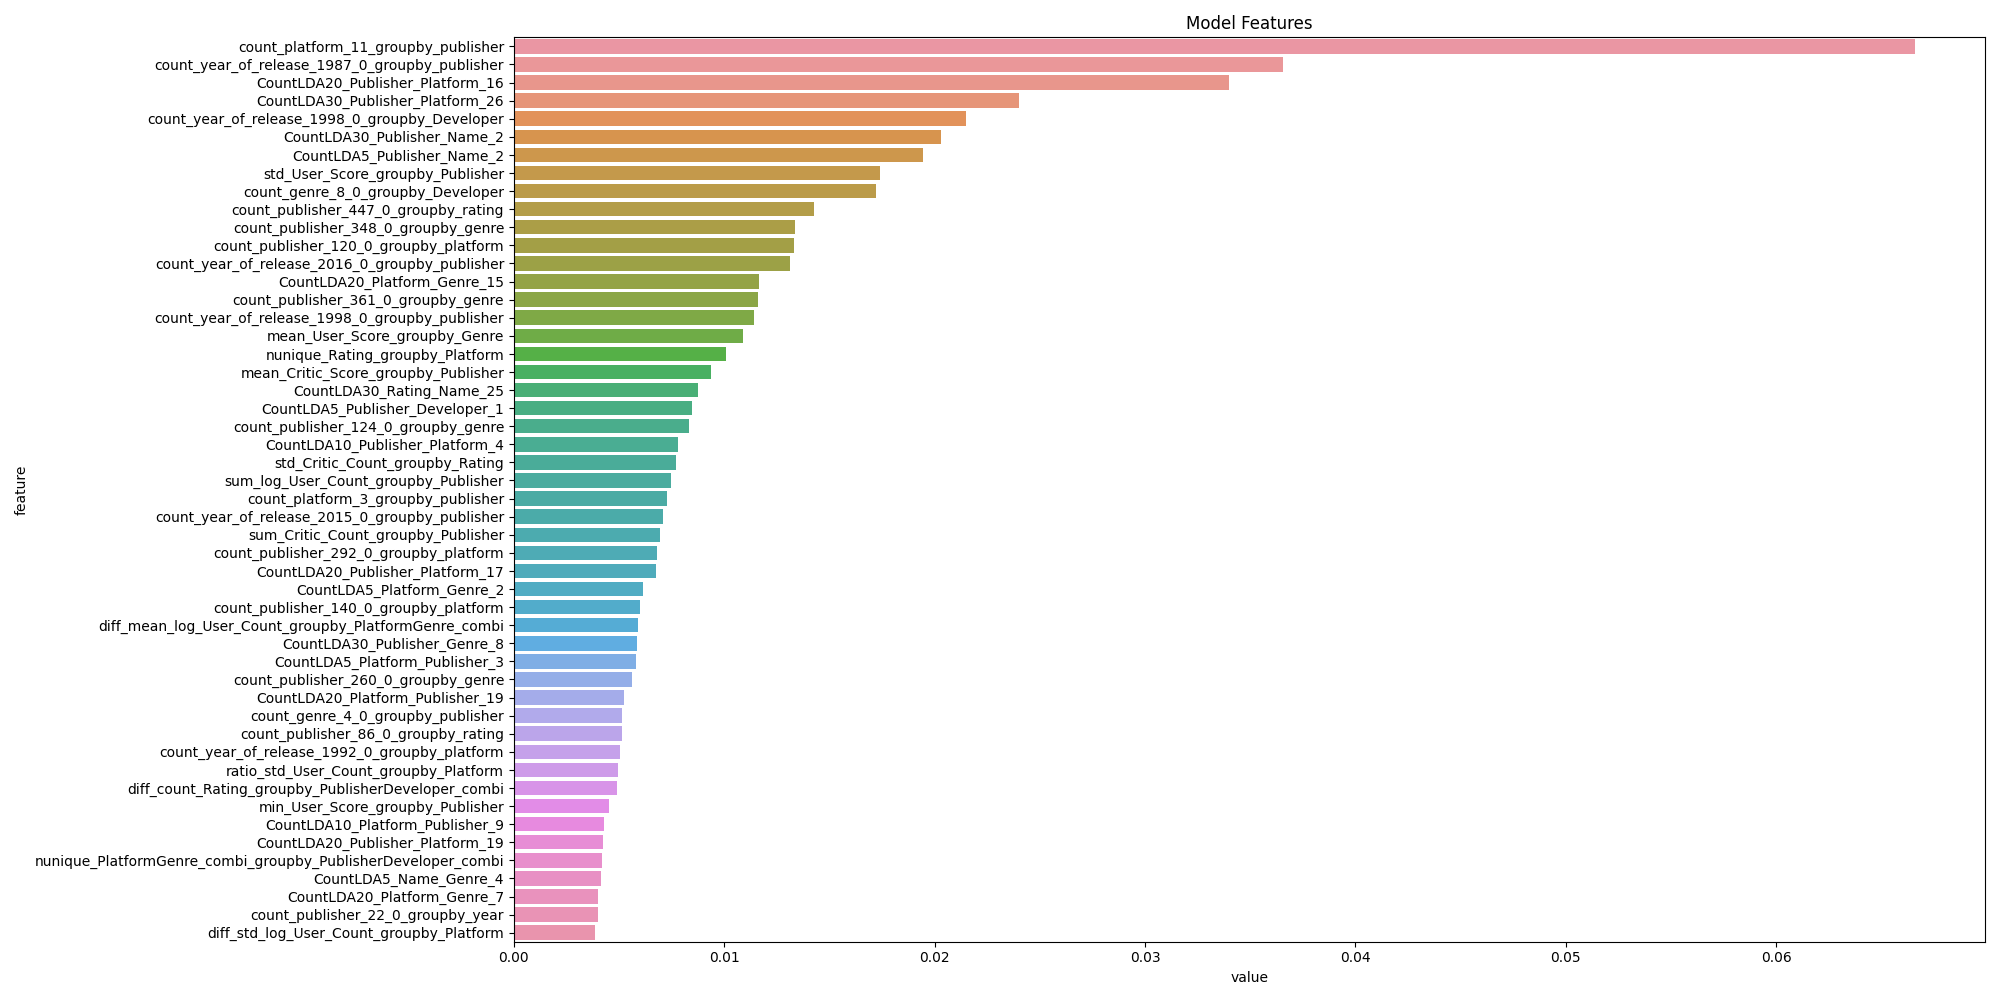 Model Features
count_platform_11_groupby_publisher
count_year_of_release_1987_0_groupby_publisher
CountLDA20_Publisher_Platform_16
CountLDA30_Publisher_Platform_26
count_year_of_release_1998_0_groupby_Developer
CountLDA30_Publisher_Name_2
CountLDA5_Publisher_Name_2
std_User_Score_groupby_Publisher
count_genre_8_0_groupby_Developer
count_publisher_447_0_groupby_rating
count_publisher_348_0_groupby_genre
count_publisher_120_0_groupby_platform
count_year_of_release_2016_0_groupby_publisher
CountLDA20_Platform_Genre_15
count_publisher_361_0_groupby_genre
count_year_of_release_1998_0_groupby_publisher
mean_User_Score_groupby_Genre
nunique_Rating_groupby_Platform
mean_Critic_Score_groupby_Publisher
CountLDA30_Rating_Name_25
CountLDA5_Publisher_Developer_1
count_publisher_124_0_groupby_genre
CountLDA10_Publisher_Platform_4
std_Critic_Count_groupby_Rating
sum_log_User_Count_groupby_Publisher
count_platform_3_groupby_publisher
count_year_of_release_2015_0_groupby_publisher
sum_Critic_Count_groupby_Publisher
count_publisher_292_0_groupby_platform
CountLDA20_Publisher_Platform_17
CountLDA5_Platform_Genre_2
count_publisher_140_0_groupby_platform
diff_mean_log_User_Count_groupby_PlatformGenre_combi
CountLDA30_Publisher_Genre_8
CountLDA5_Platform_Publisher_3
count_publisher_260_0_groupby_genre
CountLDA20_Platform_Publisher_19
count_genre_4_0_groupby_publisher
count_publisher_86_0_groupby_rating
count_year_of_release_1992_0_groupby_platform
ratio_std_User_Count_groupby_Platform
diff_count_Rating_groupby_PublisherDeveloper_combi
min_User_Score_groupby_Publisher
CountLDA10_Platform_Publisher_9
CountLDA20_Publisher_Platform_19
nunique_PlatformGenre_combi_groupby_PublisherDeveloper_combi
CountLDA5_Name_Genre_4
CountLDA20_Platform_Genre_7
count_publisher_22_0_groupby_year
diff_std_log_User_Count_groupby_Platform
feature
0.00 0.01 0.02 0.03 0.04 0.05 0.06
value